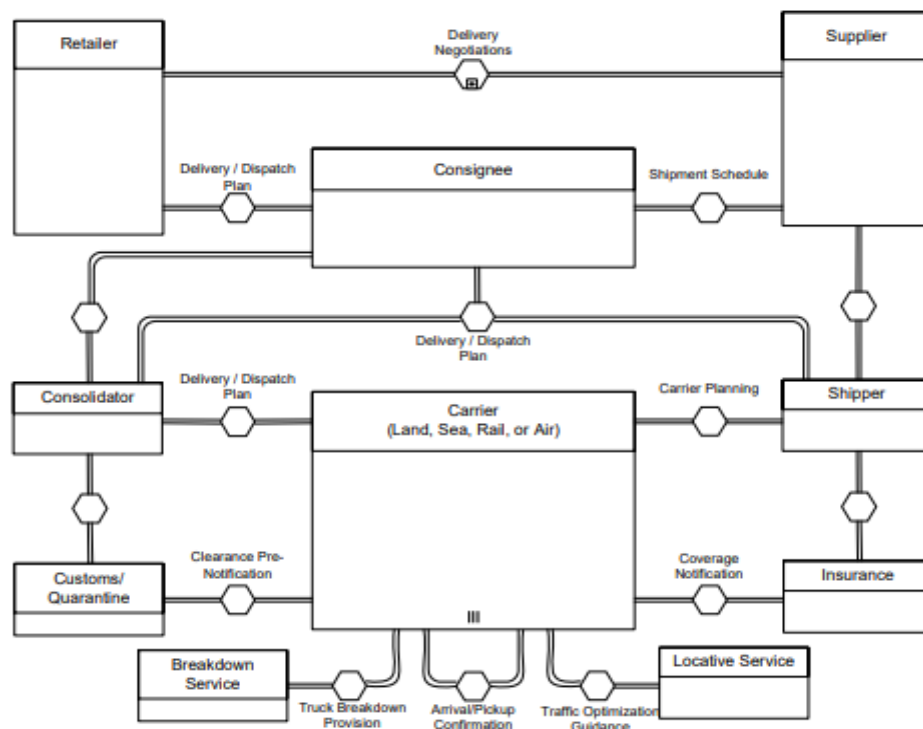 Retailer
Delivery
Negotiations
Supplier
Delivery / Dispatch
Plan
Consignee
Shipment Schedule
Delivery / Dispatch
Plan
Consolidator
Delivery / Dispatch
Plan
Carrier
(Land, Sea, Rail, or Air)
Carrier Planning
Shipper
Customs/
Quarantine
Clearance Pre-
Notification
Coverage
Notification
Insurance
Breakdown
Service
Truck Breakdown
Provision
Arrival/Pickup
Confirmation
Traffic Optimization
Guidance
Locative Service